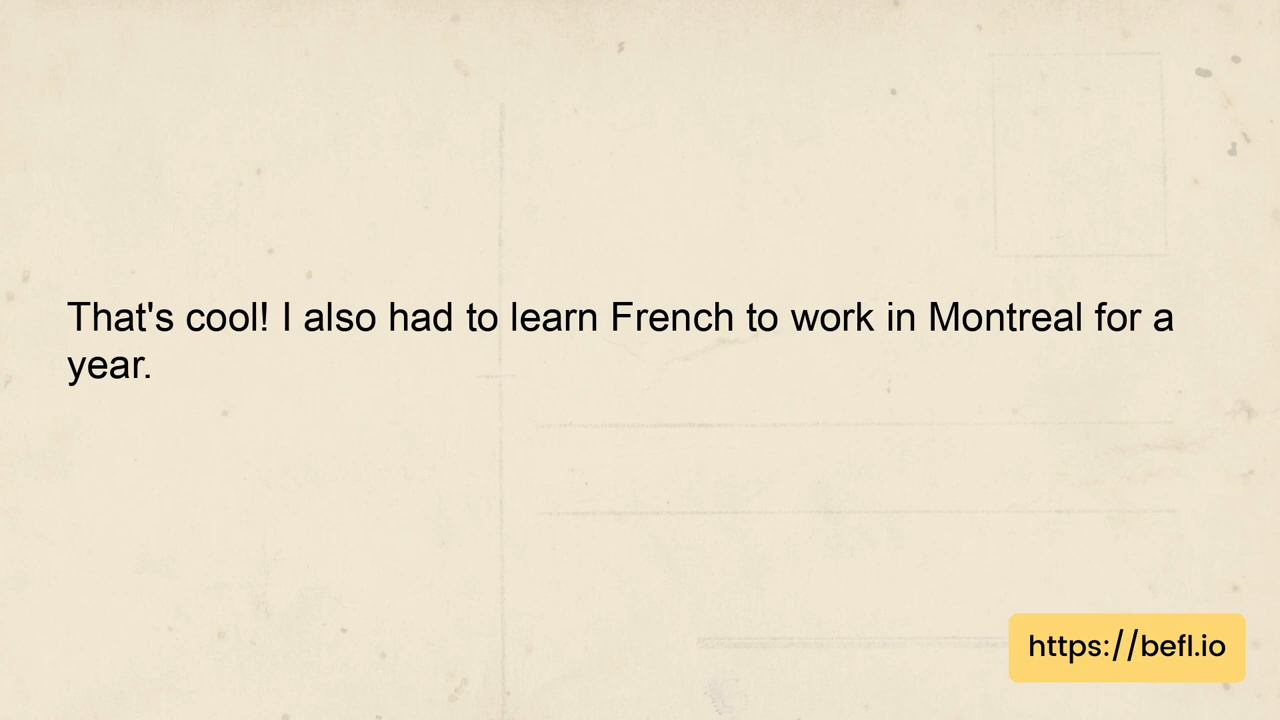 That's cool! I also had to learn French to work in Montreal for a
year.
https://befl.io